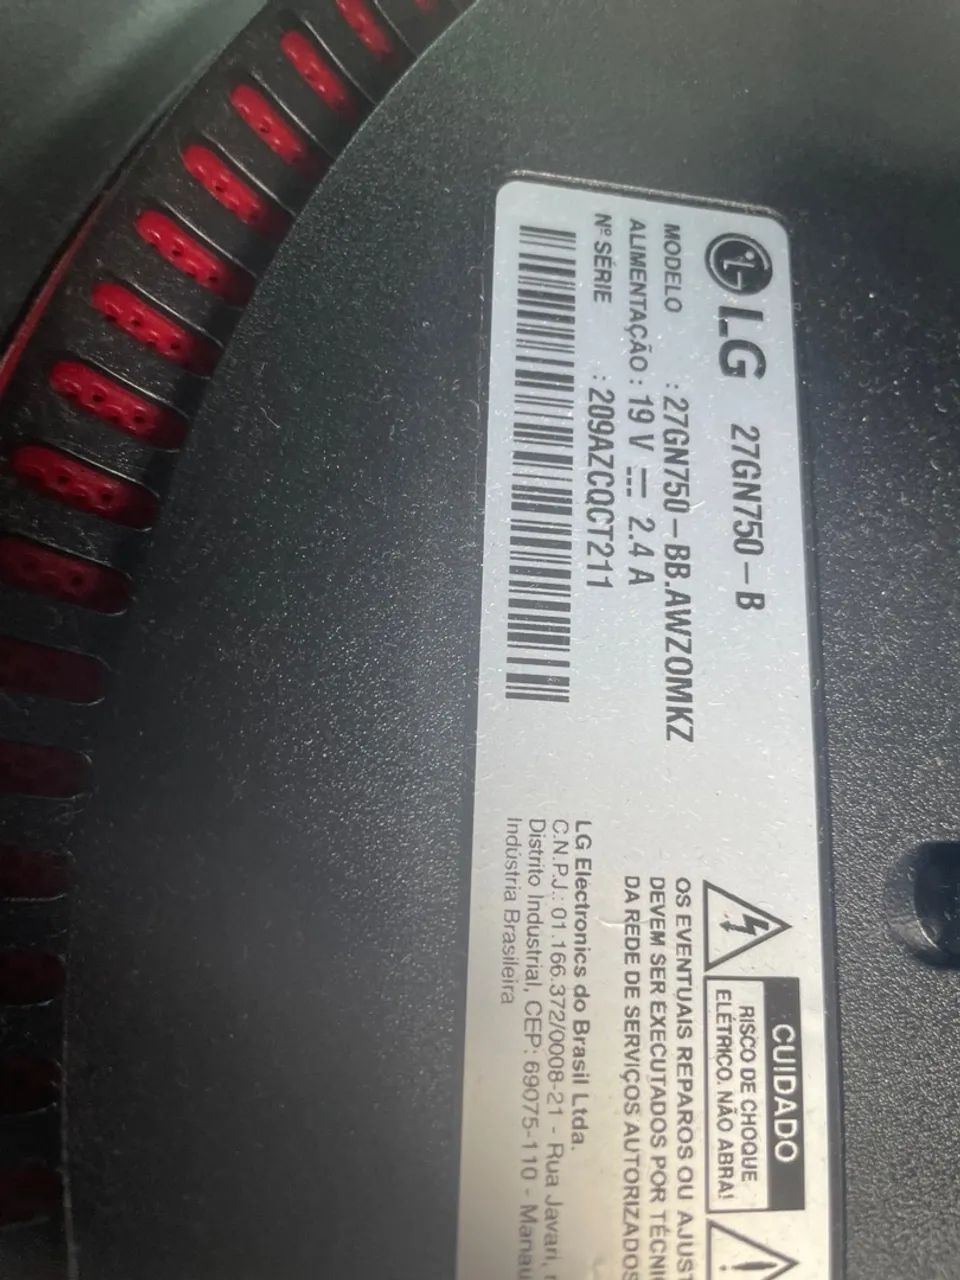 LG 27GN750-B
MODELO : 27GN750-BB.AWZOMKZ
ALIMENTAÇÃO : 19 V ⎓ 2.4 A
Nº SÉRIE : 209AZCQCT211
CUIDADO
RISCO DE CHOQUE
ELÉTRICO. NÃO ABRA!
OS EVENTUAIS REPAROS OU
DEVEM SER EXECUTADOS POR
DA REDE DE SERVIÇOS AUTORIZADOS
LG Electronics do Brasil Ltda.
C.N.P.J.: 01.166.372/0008-21 - Rua Javari,
Distrito Industrial, CEP: 69075-110 -
Indústria Brasileira